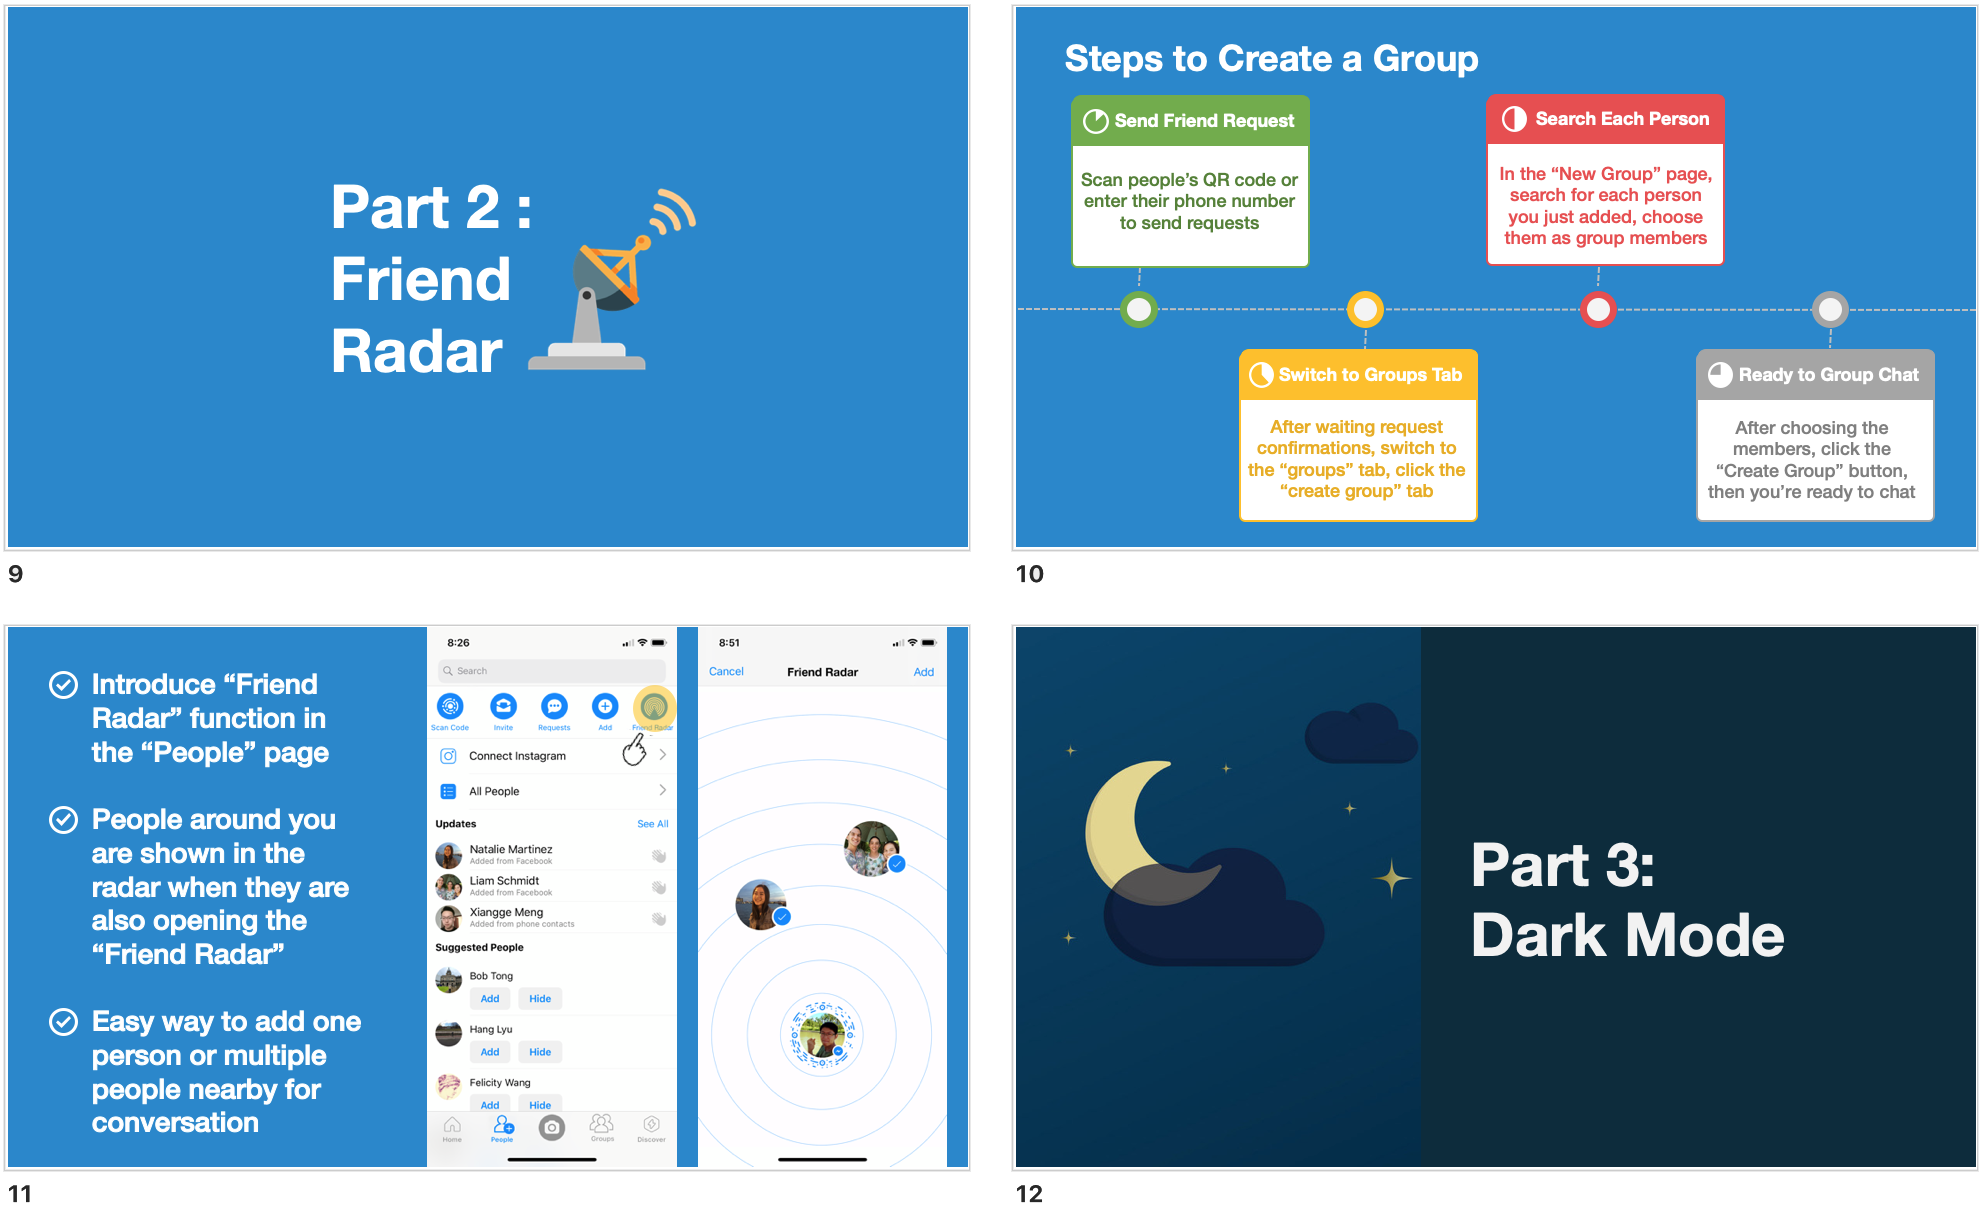 Part 2 :
Friend
Radar
9
Steps to Create a Group
Send Friend Request
Scan people’s QR code or
enter their phone number
to send requests
Search Each Person
In the “New Group” page,
search for each person
you just added, choose
them as group members
Switch to Groups Tab
After waiting request
confirmations, switch to
the “groups” tab, click the
“create group” tab
Ready to Group Chat
After choosing the
members, click the
“Create Group” button,
then you’re ready to chat
10
Introduce “Friend
Radar” function in
the “People” page
People around you
are shown in the
radar when they are
also opening the
“Friend Radar”
Easy way to add one
person or multiple
people nearby for
conversation
8:26
Search
Scan Code Invite Requests Add Friend Radar
Connect Instagram
All People
Updates See All
Natalie Martinez
Added from Facebook
Liam Schmidt
Added from Facebook
Xiangge Meng
Added from phone contacts
Suggested People
Bob Tong
Add Hide
Hang Lyu
Add Hide
Felicity Wang
Add Hide
Home People Groups Discover
8:51
Cancel Friend Radar Add
11
Part 3:
Dark Mode
12